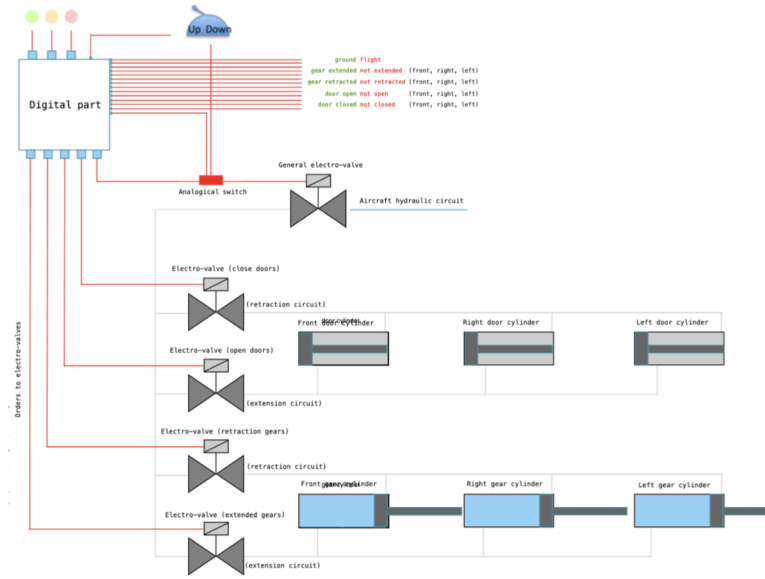 Up Down
Digital part
ground flight
gear extended not extended (front, right, left)
gear retracted not retracted (front, right, left)
door open not open (front, right, left)
door closed not closed (front, right, left)
General electro-valve
Analogical switch
Aircraft hydraulic circuit
Electro-valve (close doors)
(retraction circuit)
door cylinder
Front door cylinder
Right door cylinder
Left door cylinder
Electro-valve (open doors)
(extension circuit)
Orders to electro-valves
Electro-valve (retraction gears)
(retraction circuit)
Front gear cylinder
Right gear cylinder
Left gear cylinder
Electro-valve (extended gears)
(extension circuit)